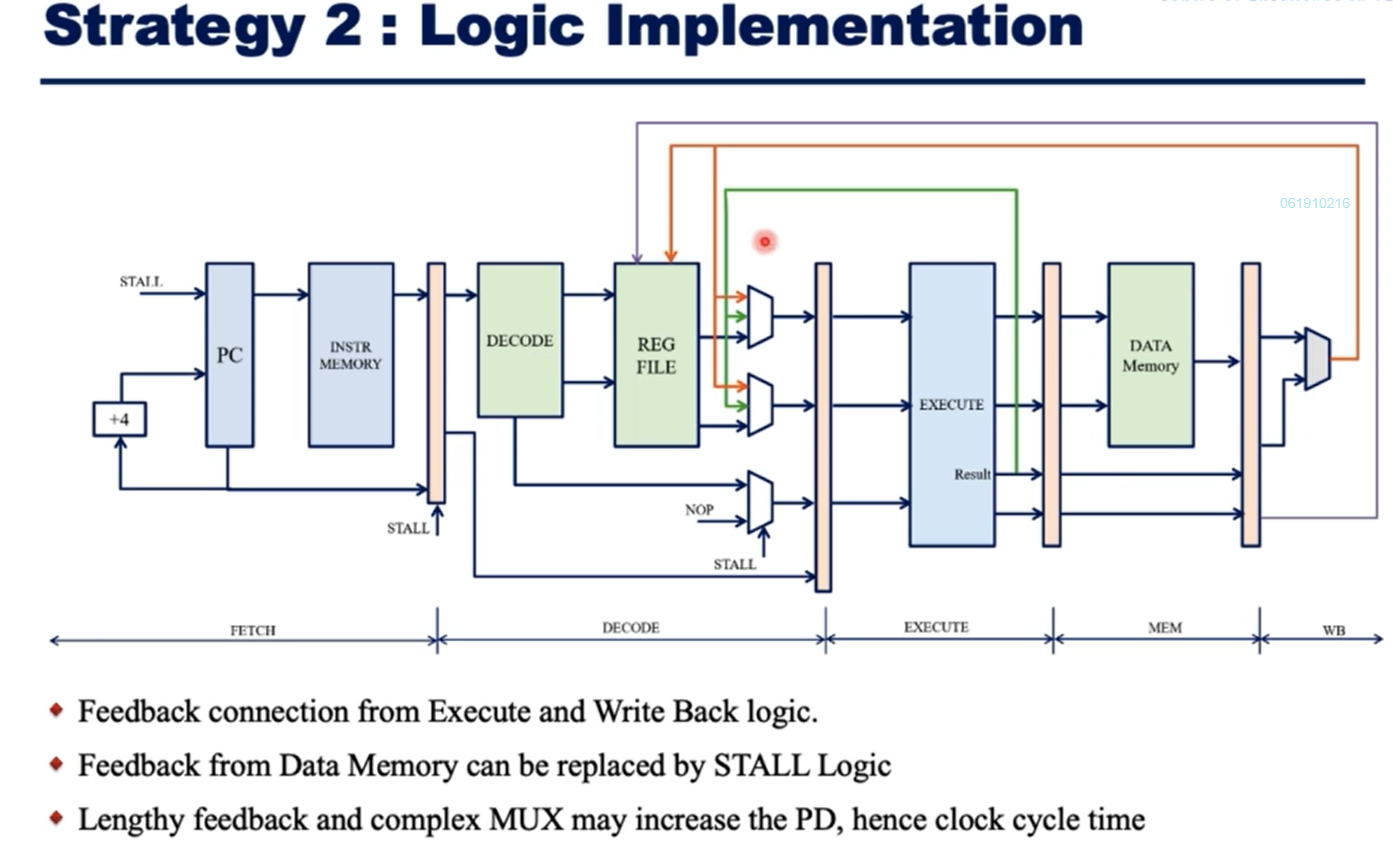 Strategy 2 : Logic Implementation
061910216
STALL
PC
INSTR
MEMORY
DECODE
REG
FILE
EXECUTE
DATA
Memory
+4
Result
NOP
STALL
STALL
FETCH
DECODE
EXECUTE
MEM
WB
Feedback connection from Execute and Write Back logic.
Feedback from Data Memory can be replaced by STALL Logic
Lengthy feedback and complex MUX may increase the PD, hence clock cycle time